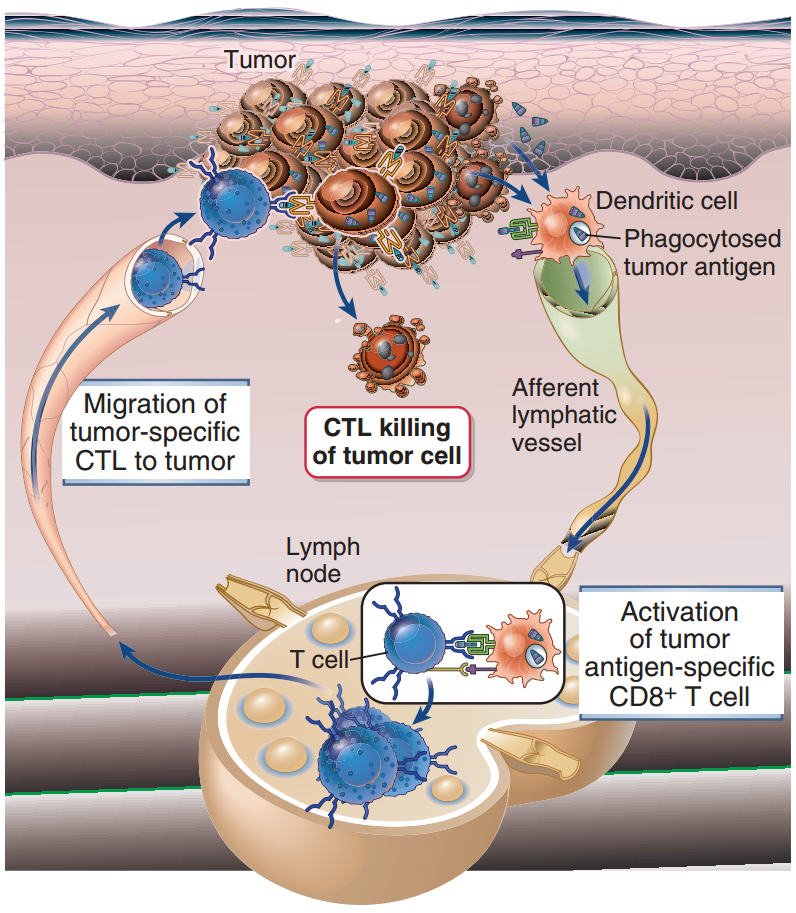 Tumor
Dendritic cell
Phagocytosed
tumor antigen
Migration of
tumor-specific
CTL to tumor
CTL killing
of tumor cell
Afferent
lymphatic
vessel
Lymph
node
T cell
Activation
of tumor
antigen-specific
CD8+ T cell